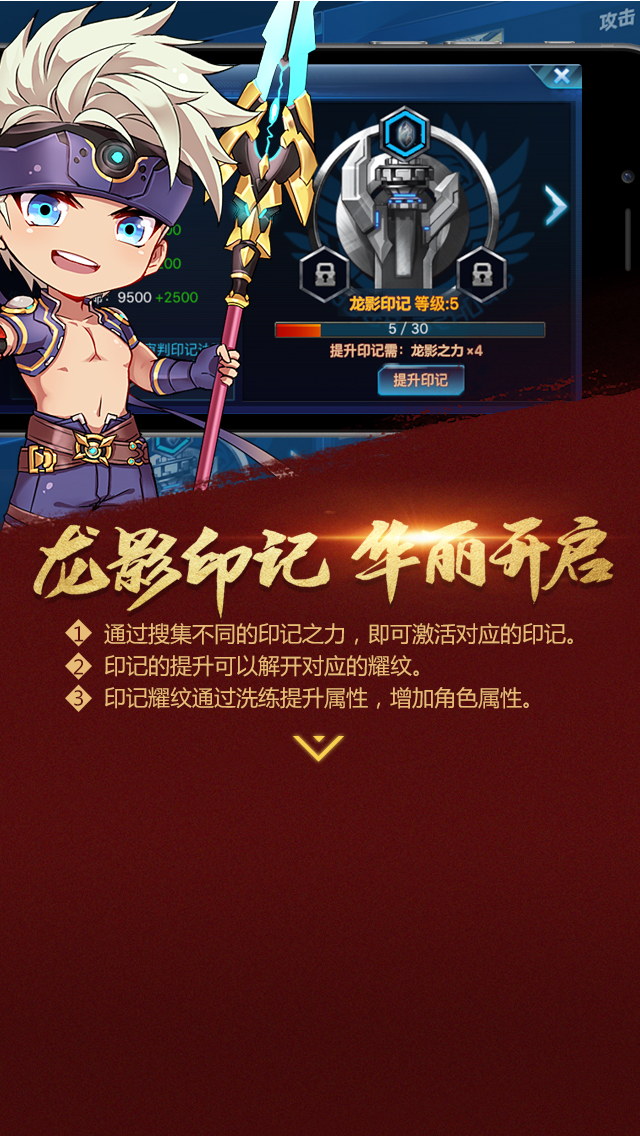 攻击
00
200
9500 +2500
龙影印记 等级:5
5 / 30
提升印记需: 龙影之力 ×4
审判印记
提升印记
龙影印记 华丽开启
1 通过搜集不同的印记之力，即可激活对应的印记。
2 印记的提升可以解开对应的耀纹。
3 印记耀纹通过洗练提升属性，增加角色属性。